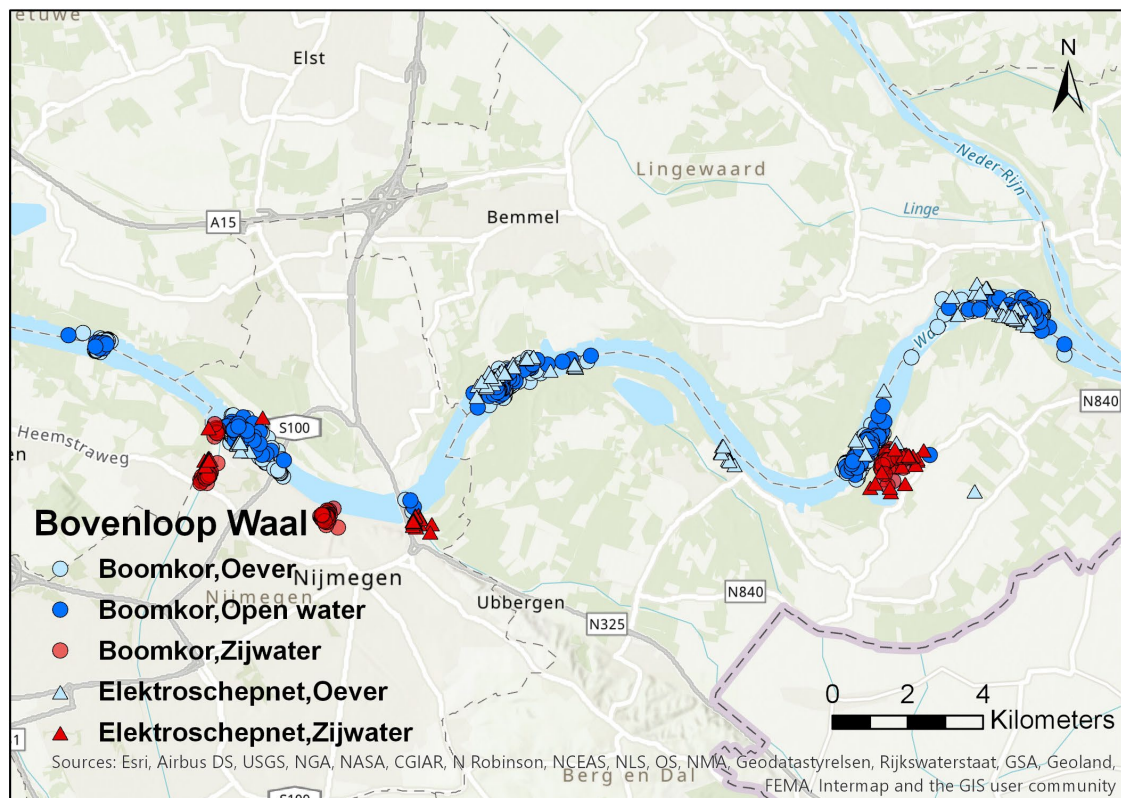 etuwe
Elst
N
Neder-Rijn
Lingewaard
Linge
A15
Bemmel
Wa
N840
S100
Heemstraweg
en
Bovenloop Waal
Boomkor,Oever
Nijmegen
Nijmegen
Boomkor,Open water
Ubbergen
N840
N325
Boomkor,Zijwater
Elektroschepnet,Oever
0 2 4
Kilometers
Elektroschepnet,Zijwater
1
Sources: Esri, Airbus DS, USGS, NGA, NASA, CGIAR, N Robinson, NCEAS, NLS, OS, NMA, Geodatastyrelsen, Rijkswaterstaat, GSA, Geoland,
Berg en Dal
FEMA, Intermap and the GIS user community
S100